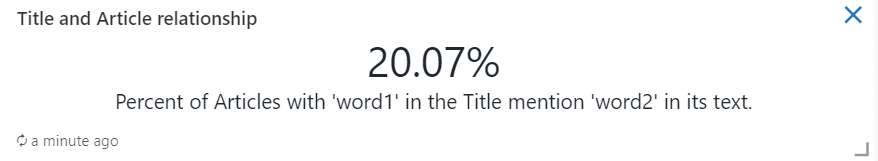 Title and Article relationship
20.07%
Percent of Articles with 'word1' in the Title mention 'word2' in its text.
a minute ago